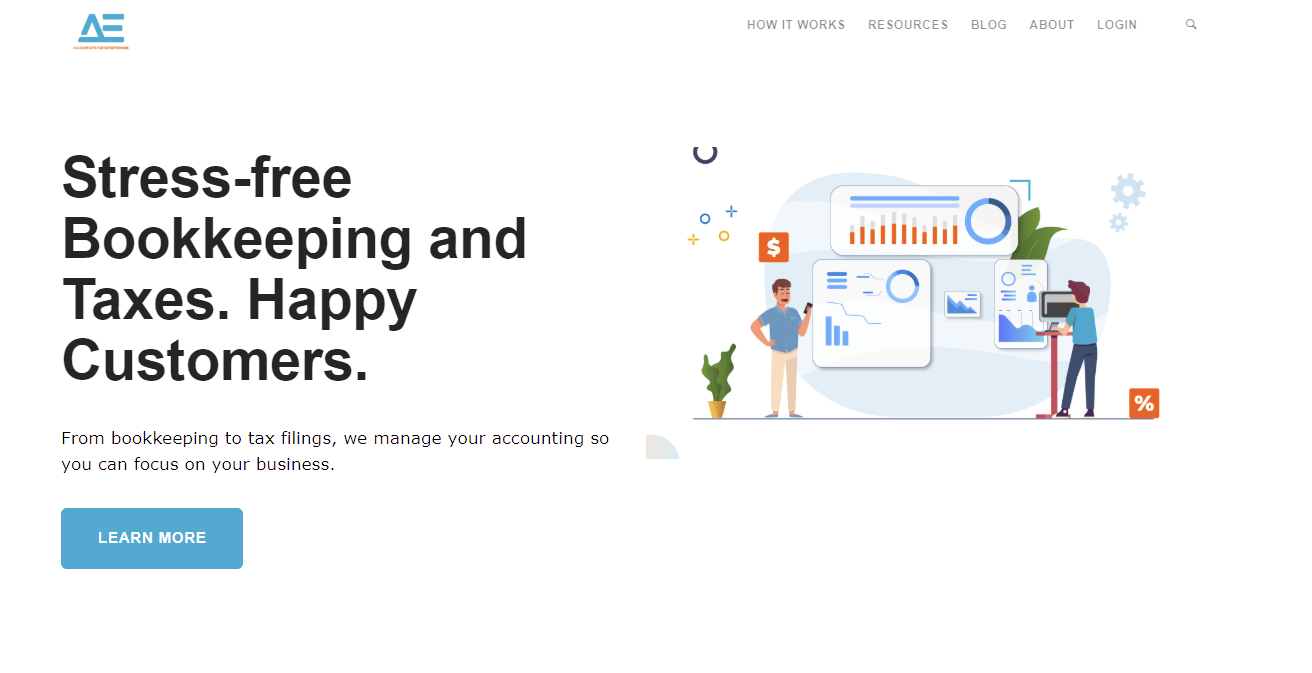 AE
HOW IT WORKS RESOURCES BLOG ABOUT LOGIN
Stress-free
Bookkeeping and
Taxes. Happy
Customers.
From bookkeeping to tax filings, we manage your accounting so
you can focus on your business.
LEARN MORE
$
%